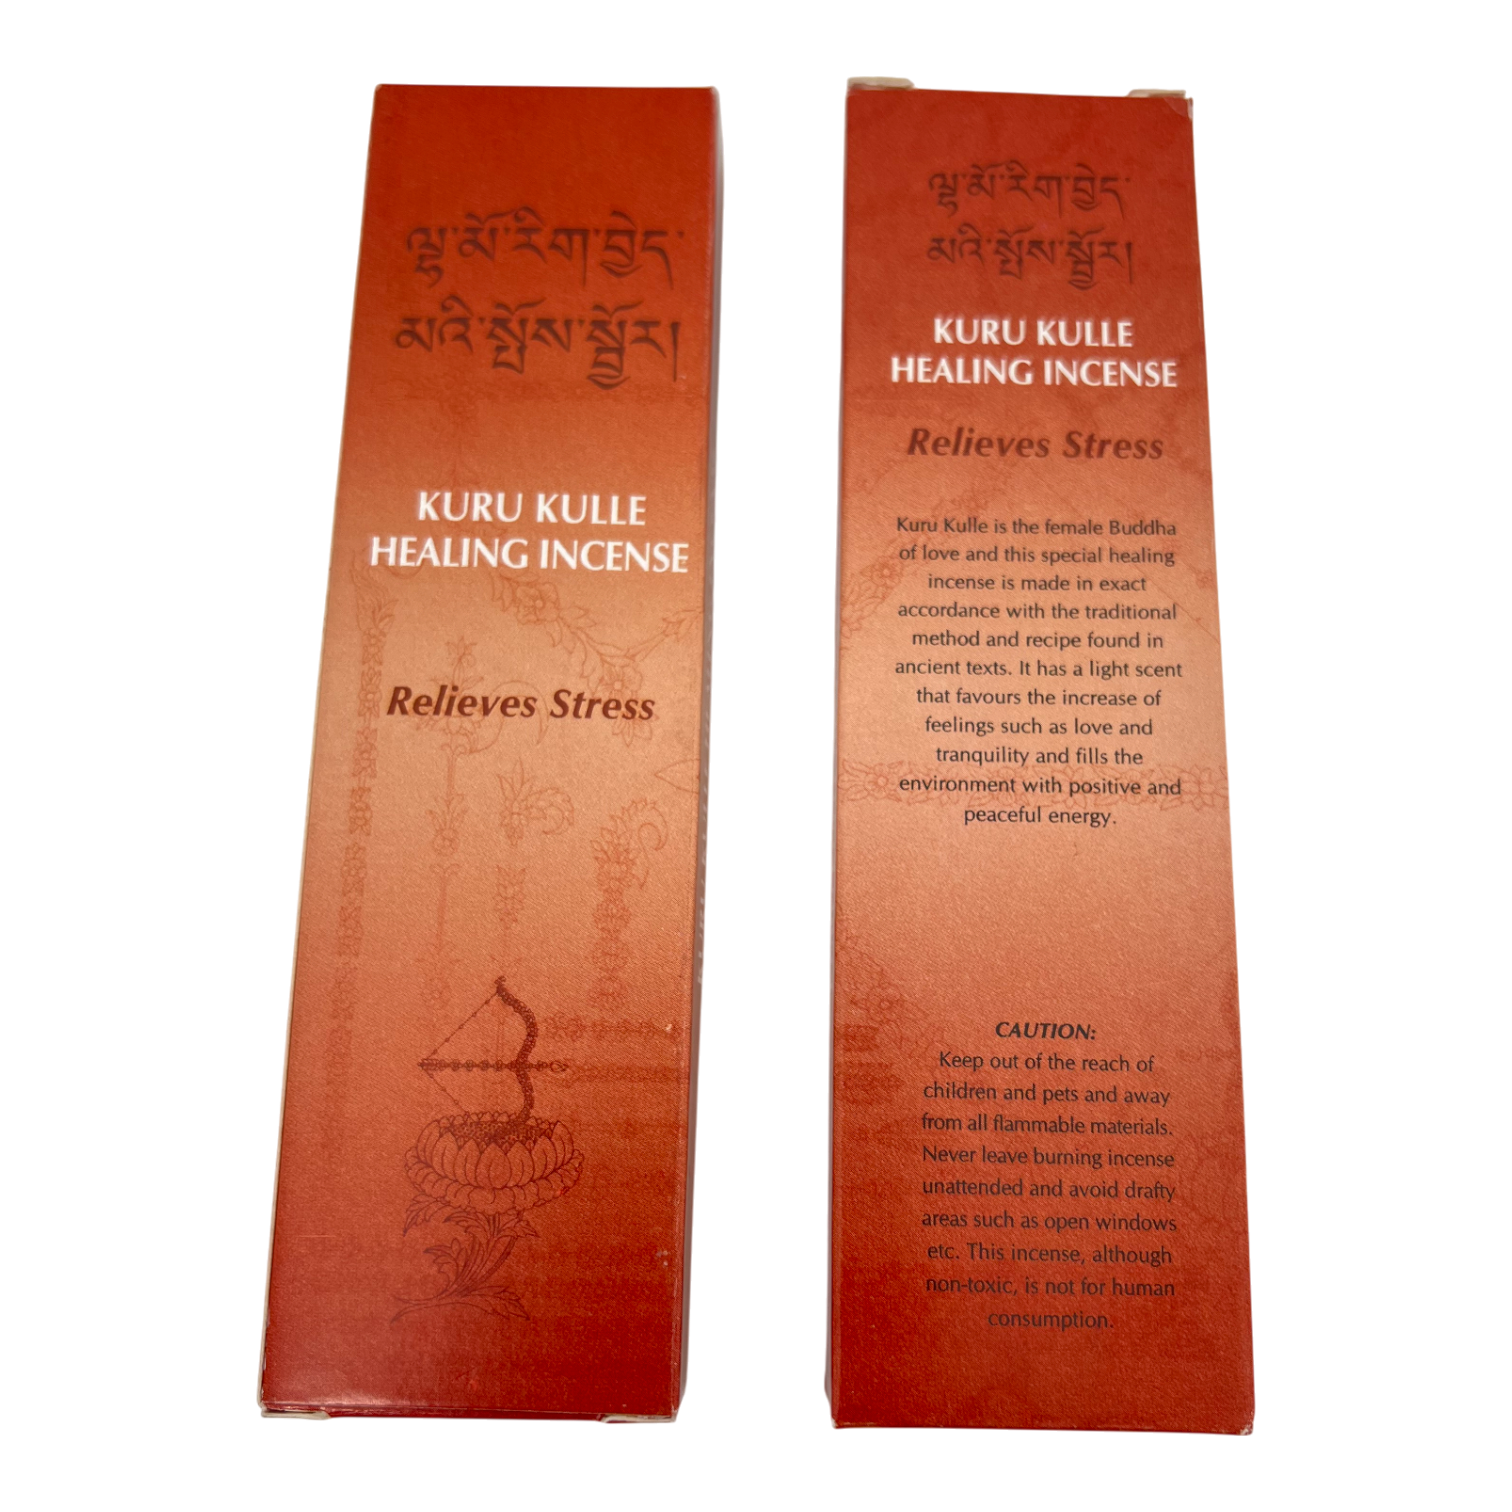 ལྷ་མོ་རིག་བྱེད་
མའི་སྤོས་སྦྱོར།
KURU KULLE
HEALING INCENSE
Relieves Stress
ལྷ་མོ་རིག་བྱེད་
མའི་སྤོས་སྦྱོར།
KURU KULLE
HEALING INCENSE
Relieves Stress
Kuru Kulle is the female Buddha
of love and this special healing
incense is made in exact
accordance with the traditional
method and recipe found in
ancient texts. It has a light scent
that favours the increase of
feelings such as love and
tranquility and fills the
environment with positive and
peaceful energy.
CAUTION:
Keep out of the reach of
children and pets and away
from all flammable materials.
Never leave burning incense
unattended and avoid drafty
areas such as open windows
etc. This incense, although
non-toxic, is not for human
consumption.